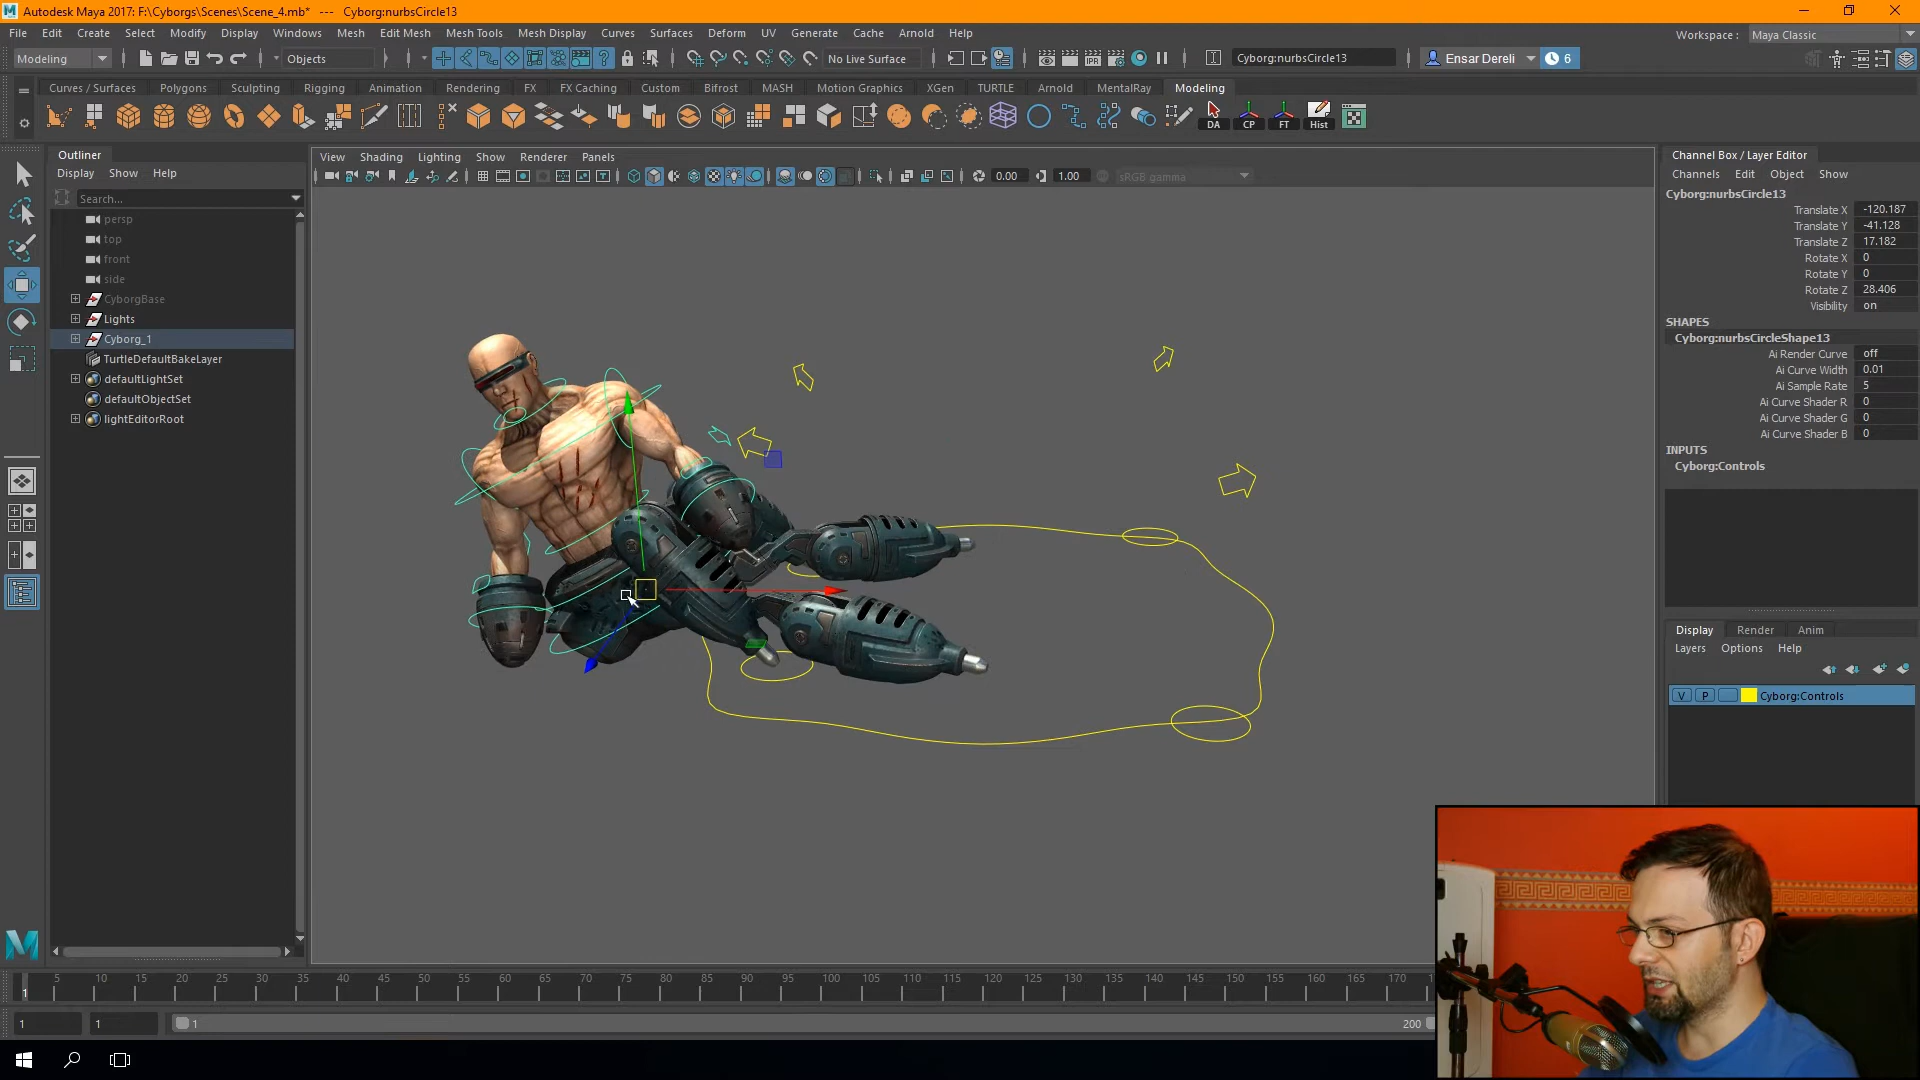 Autodesk Maya 2017: F:\Cyborgs\Scenes\Scene_4.mb*   ---   Cyborg:nurbsCircle13
File Edit Create Select Modify Display Windows Mesh Edit Mesh Mesh Tools Mesh Display Curves Surfaces Deform UV Generate Cache Arnold Help
Workspace : Maya Classic
Modeling Objects No Live Surface IPR Cyborg:nurbsCircle13 Ensar Dereli 6
Curves / Surfaces Polygons Sculpting Rigging Animation Rendering FX FX Caching Custom Bifrost MASH Motion Graphics XGen TURTLE Arnold MentalRay Modeling
DA CP FT Hist
Outliner
Display Show Help
Search...
persp
top
front
side
CyborgBase
Lights
Cyborg_1
TurtleDefaultBakeLayer
defaultLightSet
defaultObjectSet
lightEditorRoot
View Shading Lighting Show Renderer Panels
0.00 1.00 sRGB gamma
Channel Box / Layer Editor
Channels Edit Object Show
Cyborg:nurbsCircle13
Translate X -120.187
Translate Y -41.128
Translate Z 17.182
Rotate X 0
Rotate Y 0
Rotate Z 28.406
Visibility on
SHAPES
Cyborg:nurbsCircleShape13
Ai Render Curve off
Ai Curve Width 0.01
Ai Sample Rate 5
Ai Curve Shader R 0
Ai Curve Shader G 0
Ai Curve Shader B 0
INPUTS
Cyborg:Controls
Display Render Anim
Layers Options Help
V P Cyborg:Controls
5 10 15 20 25 30 35 40 45 50 55 60 65 70 75 80 85 90 95 100 105 110 115 120 125 130 135 140 145 150 155 160 165 170
1
1 1 1 200